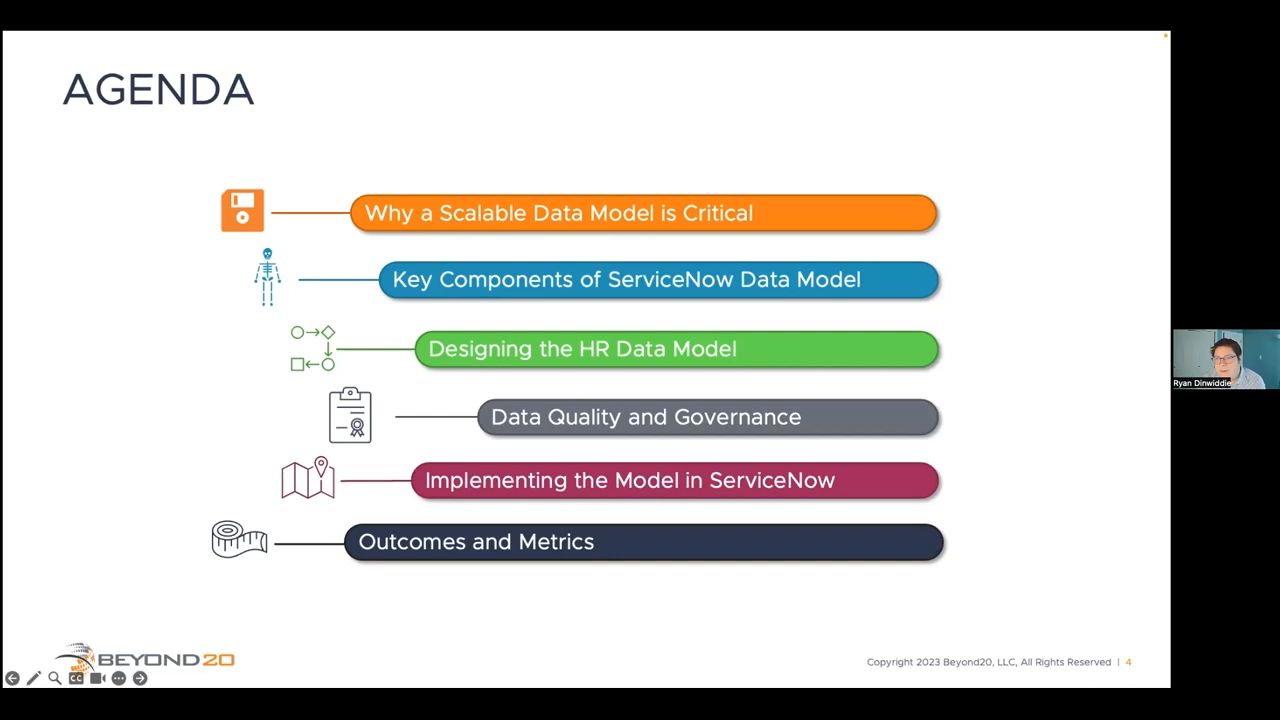 AGENDA
Why a Scalable Data Model is Critical
Key Components of ServiceNow Data Model
Designing the HR Data Model
Data Quality and Governance
Implementing the Model in ServiceNow
Outcomes and Metrics
Ryan Dinwiddie
BEYOND20
Copyright 2023 Beyond20, LLC, All Rights Reserved | 4
CC